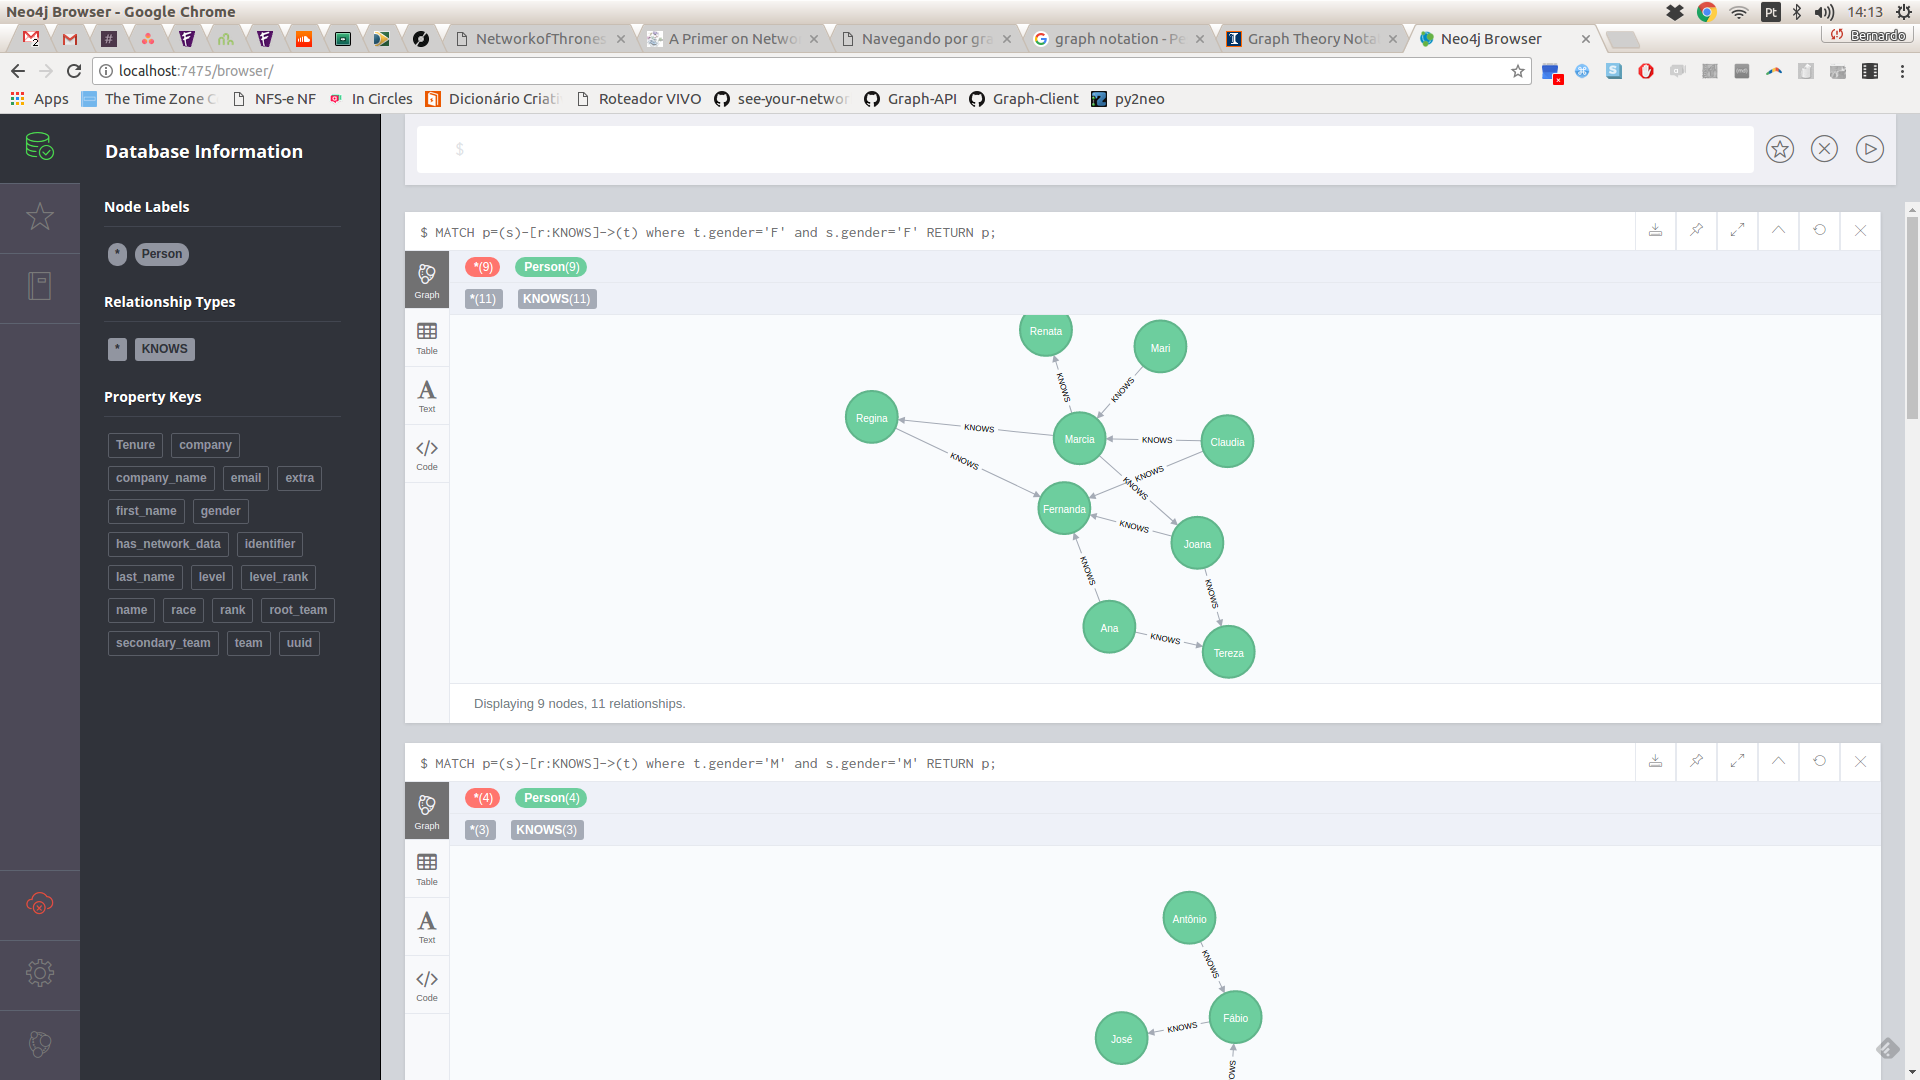 Neo4j Browser - Google Chrome
Pt 14:13
2 # NetworkofThrones × A Primer on Netwo × Navegando por gra × G graph notation - Pe × I Graph Theory Nota × Neo4j Browser × Bernardo
localhost:7475/browser/
Apps The Time Zone C NFS-e NF In Circles Dicionário Criati Roteador VIVO see-your-networ Graph-API Graph-Client py2neo
Database Information
Node Labels
* Person
Relationship Types
* KNOWS
Property Keys
Tenure company
company_name email extra
first_name gender
has_network_data identifier
last_name level level_rank
name race rank root_team
secondary_team team uuid
$
$ MATCH p=(s)-[r:KNOWS]->(t) where t.gender='F' and s.gender='F' RETURN p;
*(9) Person(9)
*(11) KNOWS(11)
Graph
Table
A
Text
</>
Code
Renata
Mari
KNOWS
KNOWS
Regina
KNOWS
Marcia
KNOWS
Claudia
KNOWS
KNOWS
KNOWS
Fernanda
KNOWS
Joana
KNOWS
KNOWS
Ana
KNOWS
Tereza
Displaying 9 nodes, 11 relationships.
$ MATCH p=(s)-[r:KNOWS]->(t) where t.gender='M' and s.gender='M' RETURN p;
*(4) Person(4)
*(3) KNOWS(3)
Graph
Table
A
Text
</>
Code
Antônio
KNOWS
Fábio
KNOWS
José